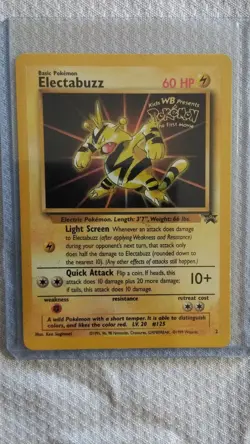 Basic Pokémon
Electabuzz
60 HP
Kids WB Presents
POKÉMON
the first movie
Electric Pokémon. Length: 3'7", Weight: 66 lbs.
Light Screen Whenever an attack does damage
to Electabuzz (after applying Weakness and Resistance)
during your opponent's next turn, that attack only
does half the damage to Electabuzz (rounded down to
the nearest 10). (Any other effects of attacks still happen.)
Quick Attack Flip a coin. If heads, this
attack does 10 damage plus 20 more damage;
if tails, this attack does 10 damage.
10+
weakness
resistance
retreat cost
A wild Pokémon with a short temper. It is able to distinguish
colors, and likes the color red. LV. 20 #125
Illus. Ken Sugimori
2